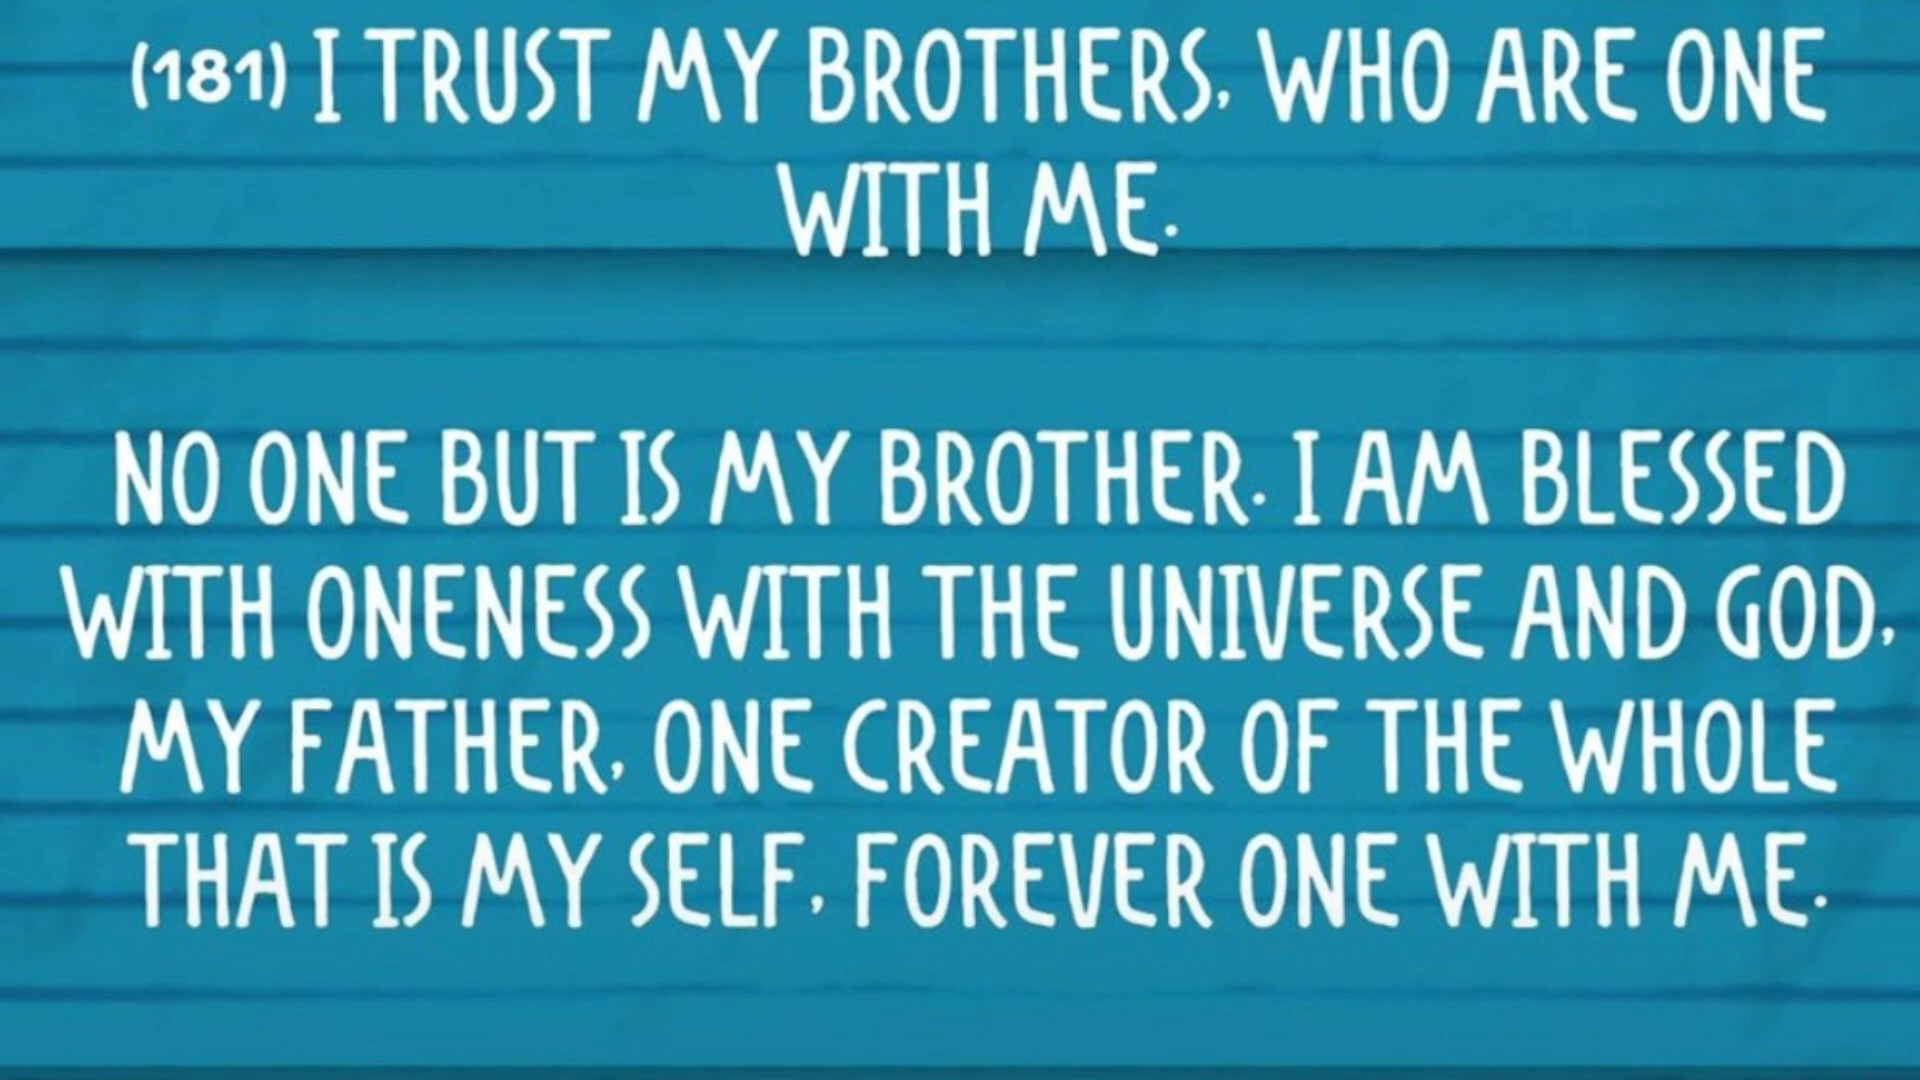 (181) I TRUST MY BROTHERS, WHO ARE ONE
WITH ME.
NO ONE BUT IS MY BROTHER. I AM BLESSED
WITH ONENESS WITH THE UNIVERSE AND GOD,
MY FATHER, ONE CREATOR OF THE WHOLE
THAT IS MY SELF, FOREVER ONE WITH ME.